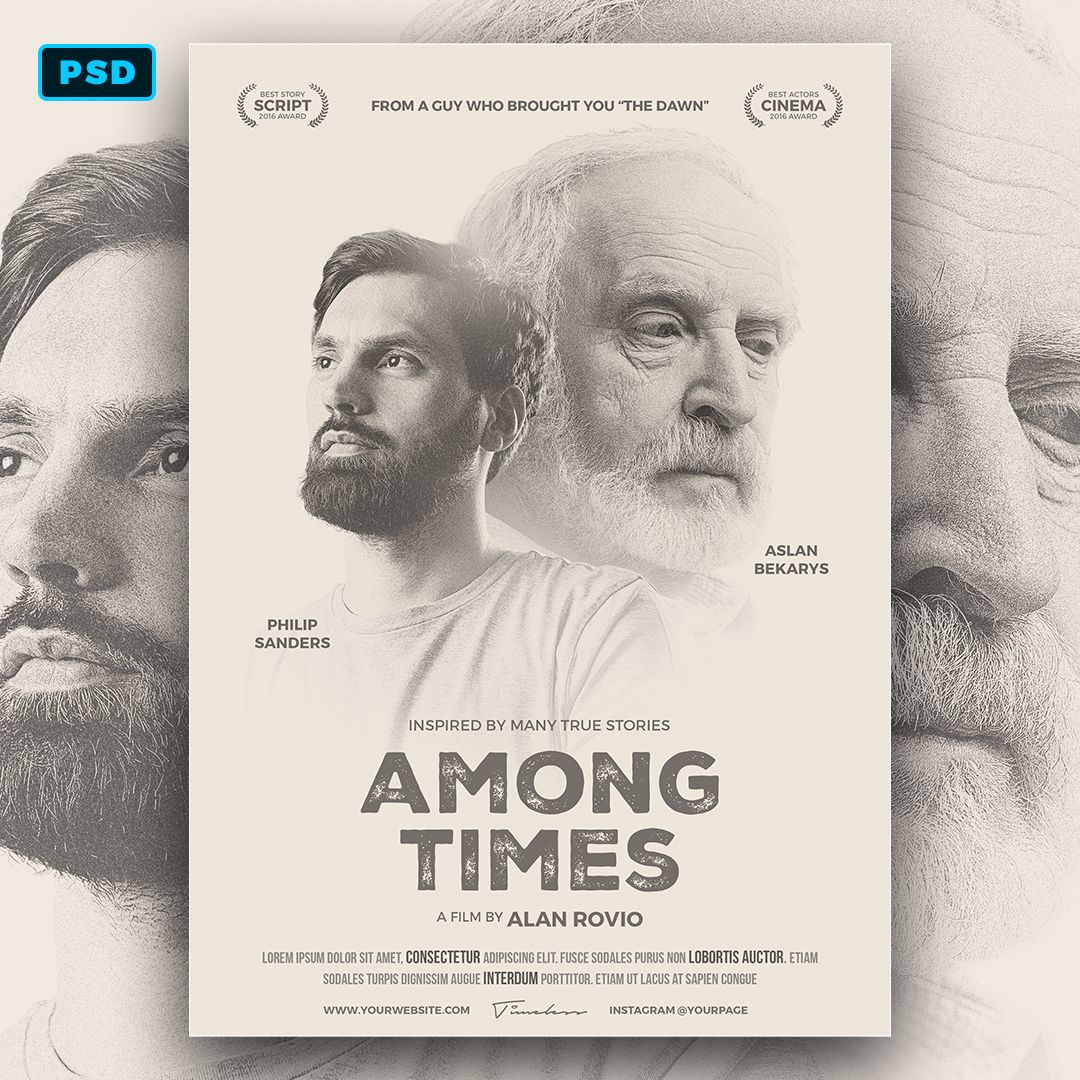 PSD
BEST STORY
SCRIPT
2016 AWARD
FROM A GUY WHO BROUGHT YOU “THE DAWN”
BEST ACTORS
CINEMA
2016 AWARD
ASLAN
BEKARYS
PHILIP
SANDERS
INSPIRED BY MANY TRUE STORIES
AMONG
TIMES
A FILM BY ALAN ROVIO
LOREM IPSUM DOLOR SIT AMET, CONSECTETUR ADIPISCING ELIT. FUSCE SODALES PURUS NON LOBORTIS AUCTOR. ETIAM
SODALES TURPIS DIGNISSIM AUGUE INTERDUM PORTTITOR. ETIAM UT LACUS AT SAPIEN CONGUE
WWW.YOURWEBSITE.COM Timeless INSTAGRAM @YOURPAGE